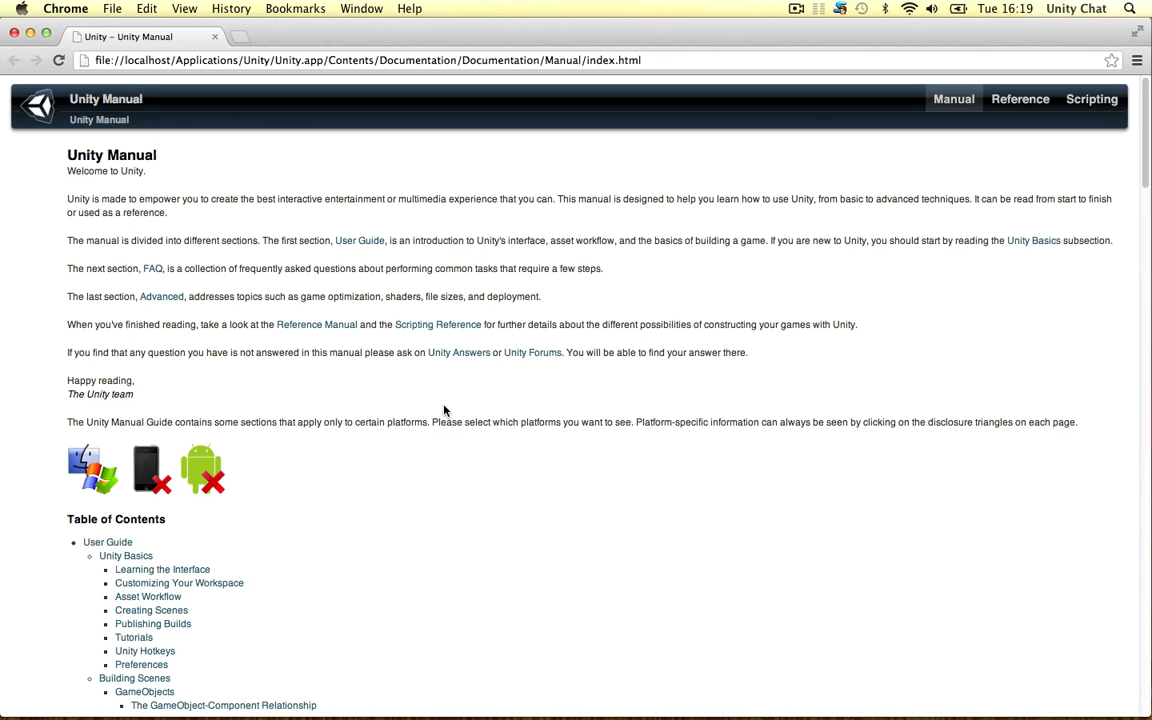 Chrome File Edit View History Bookmarks Window Help Tue 16:19 Unity Chat
Unity – Unity Manual
file://localhost/Applications/Unity/Unity.app/Contents/Documentation/Documentation/Manual/index.html
Unity Manual Manual Reference Scripting
Unity Manual
Unity Manual
Welcome to Unity.
Unity is made to empower you to create the best interactive entertainment or multimedia experience that you can. This manual is designed to help you learn how to use Unity, from basic to advanced techniques. It can be read from start to finish
or used as a reference.
The manual is divided into different sections. The first section, User Guide, is an introduction to Unity's interface, asset workflow, and the basics of building a game. If you are new to Unity, you should start by reading the Unity Basics subsection.
The next section, FAQ, is a collection of frequently asked questions about performing common tasks that require a few steps.
The last section, Advanced, addresses topics such as game optimization, shaders, file sizes, and deployment.
When you've finished reading, take a look at the Reference Manual and the Scripting Reference for further details about the different possibilities of constructing your games with Unity.
If you find that any question you have is not answered in this manual please ask on Unity Answers or Unity Forums. You will be able to find your answer there.
Happy reading,
The Unity team
The Unity Manual Guide contains some sections that apply only to certain platforms. Please select which platforms you want to see. Platform-specific information can always be seen by clicking on the disclosure triangles on each page.
Table of Contents
User Guide
Unity Basics
Learning the Interface
Customizing Your Workspace
Asset Workflow
Creating Scenes
Publishing Builds
Tutorials
Unity Hotkeys
Preferences
Building Scenes
GameObjects
The GameObject-Component Relationship